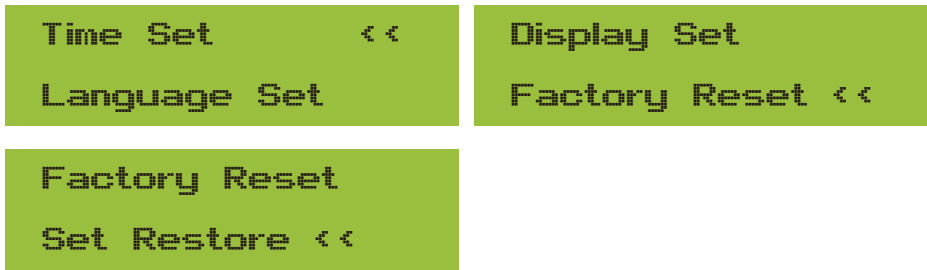 Time Set <<
Language Set
Display Set
Factory Reset <<
Factory Reset
Set Restore <<